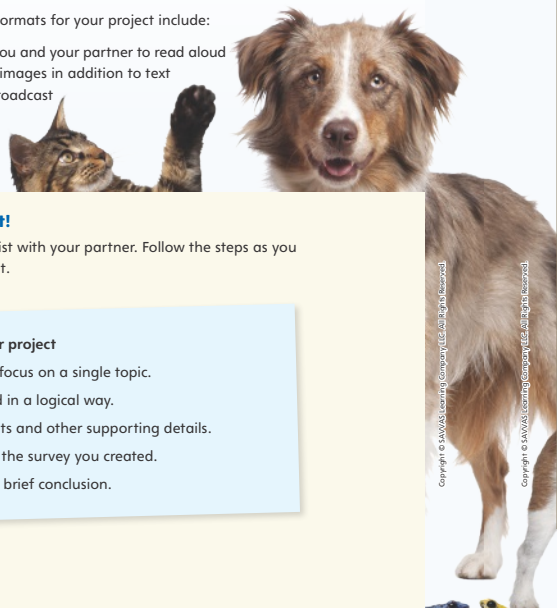 ormats for your project include:
ou and your partner to read aloud
images in addition to text
roadcast
t!
ist with your partner. Follow the steps as you
t.
r project
focus on a single topic.
d in a logical way.
ts and other supporting details.
the survey you created.
brief conclusion.
Copyright © SAVVAS Learning Company LLC. All Rights Reserved.
Copyright © SAVVAS Learning Company LLC. All Rights Reserved.